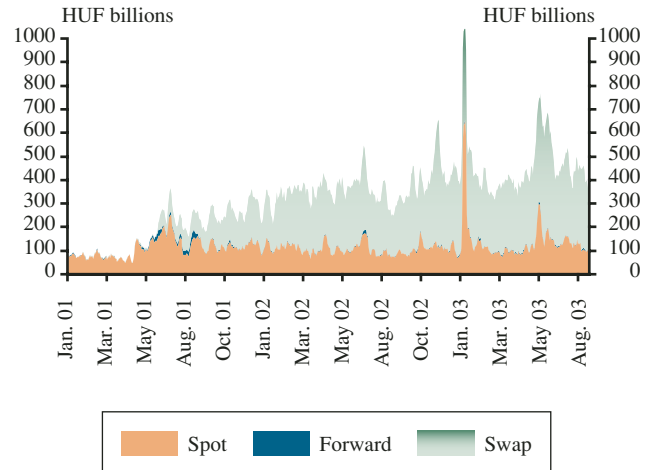 HUF billions HUF billions
1000 1000
900 900
800 800
700 700
600 600
500 500
400 400
300 300
200 200
100 100
0 0
Jan. 01
Mar. 01
May 01
Aug. 01
Oct. 01
Jan. 02
Mar. 02
May 02
Aug. 02
Oct. 02
Jan. 03
Mar. 03
May 03
Aug. 03
Spot Forward Swap